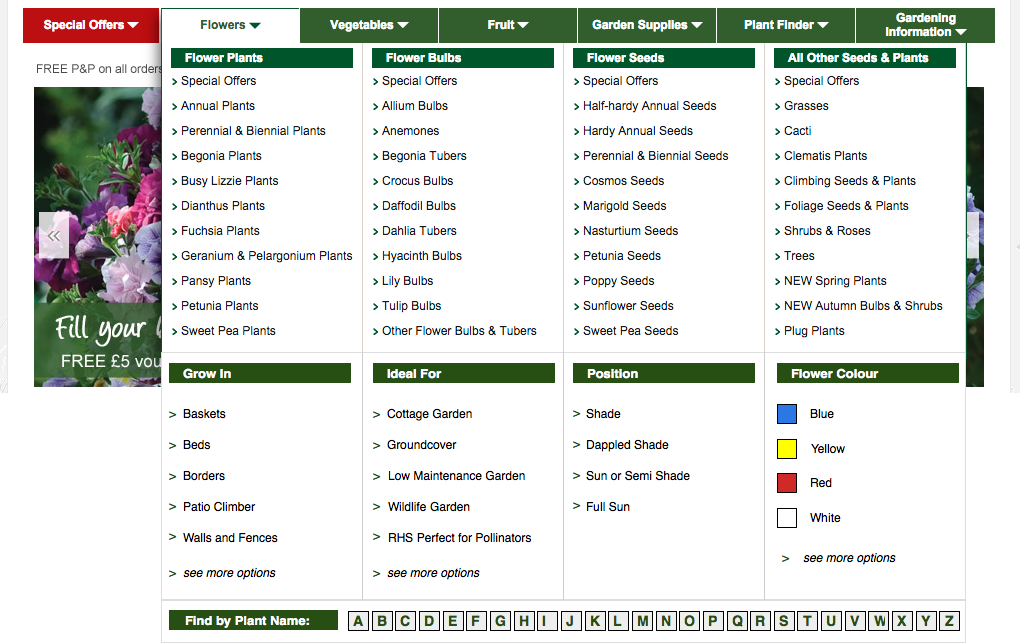 Special Offers
Flowers
Vegetables
Fruit
Garden Supplies
Plant Finder
Gardening
Information
FREE P&P on all orders
Fill your
FREE £5 vou
«
Flower Plants
> Special Offers
> Annual Plants
> Perennial & Biennial Plants
> Begonia Plants
> Busy Lizzie Plants
> Dianthus Plants
> Fuchsia Plants
> Geranium & Pelargonium Plants
> Pansy Plants
> Petunia Plants
> Sweet Pea Plants
Flower Bulbs
> Special Offers
> Allium Bulbs
> Anemones
> Begonia Tubers
> Crocus Bulbs
> Daffodil Bulbs
> Dahlia Tubers
> Hyacinth Bulbs
> Lily Bulbs
> Tulip Bulbs
> Other Flower Bulbs & Tubers
Flower Seeds
> Special Offers
> Half-hardy Annual Seeds
> Hardy Annual Seeds
> Perennial & Biennial Seeds
> Cosmos Seeds
> Marigold Seeds
> Nasturtium Seeds
> Petunia Seeds
> Poppy Seeds
> Sunflower Seeds
> Sweet Pea Seeds
All Other Seeds & Plants
> Special Offers
> Grasses
> Cacti
> Clematis Plants
> Climbing Seeds & Plants
> Foliage Seeds & Plants
> Shrubs & Roses
> Trees
> NEW Spring Plants
> NEW Autumn Bulbs & Shrubs
> Plug Plants
Grow In
> Baskets
> Beds
> Borders
> Patio Climber
> Walls and Fences
> see more options
Ideal For
> Cottage Garden
> Groundcover
> Low Maintenance Garden
> Wildlife Garden
> RHS Perfect for Pollinators
> see more options
Position
> Shade
> Dappled Shade
> Sun or Semi Shade
> Full Sun
Flower Colour
Blue
Yellow
Red
White
> see more options
Find by Plant Name: A B C D E F G H I J K L M N O P Q R S T U V W X Y Z